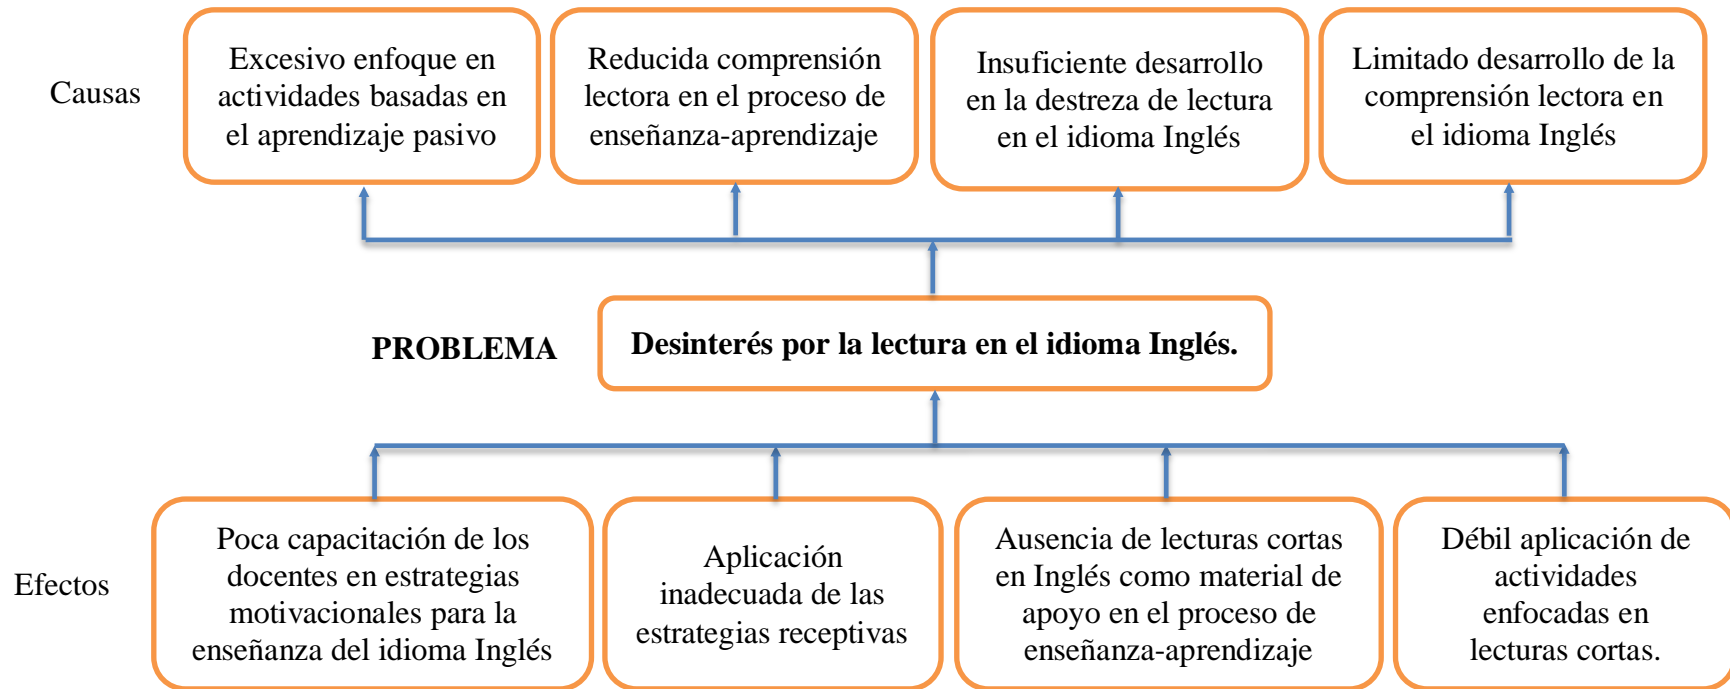 Causas
Excesivo enfoque en
actividades basadas en
el aprendizaje pasivo
Reducida comprensión
lectora en el proceso de
enseñanza-aprendizaje
Insuficiente desarrollo
en la destreza de lectura
en el idioma Inglés
Limitado desarrollo de la
comprensión lectora en
el idioma Inglés
PROBLEMA
Desinterés por la lectura en el idioma Inglés.
Efectos
Poca capacitación de los
docentes en estrategias
motivacionales para la
enseñanza del idioma Inglés
Aplicación
inadecuada de las
estrategias receptivas
Ausencia de lecturas cortas
en Inglés como material de
apoyo en el proceso de
enseñanza-aprendizaje
Débil aplicación de
actividades
enfocadas en
lecturas cortas.